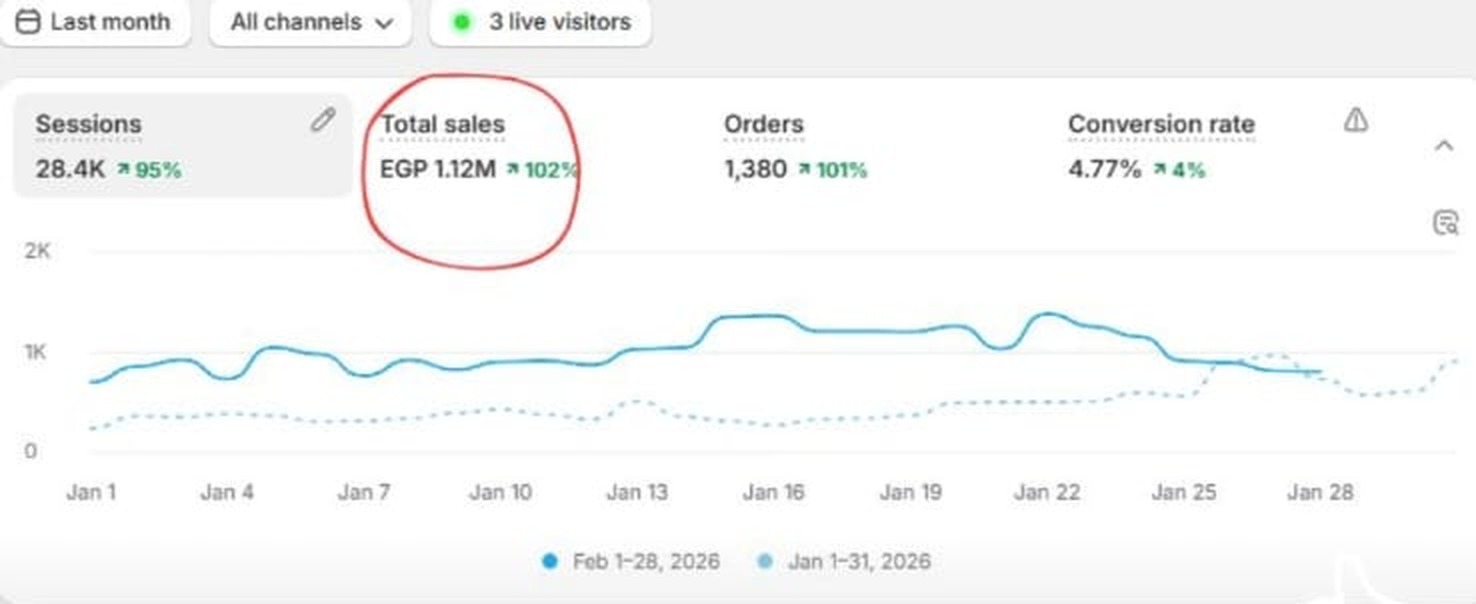 Last month All channels 3 live visitors
Sessions Total sales Orders Conversion rate
28.4K 95% EGP 1.12M 102% 1,380 101% 4.77% 4%
2K
1K
0
Jan 1 Jan 4 Jan 7 Jan 10 Jan 13 Jan 16 Jan 19 Jan 22 Jan 25 Jan 28
Feb 1–28, 2026 Jan 1–31, 2026